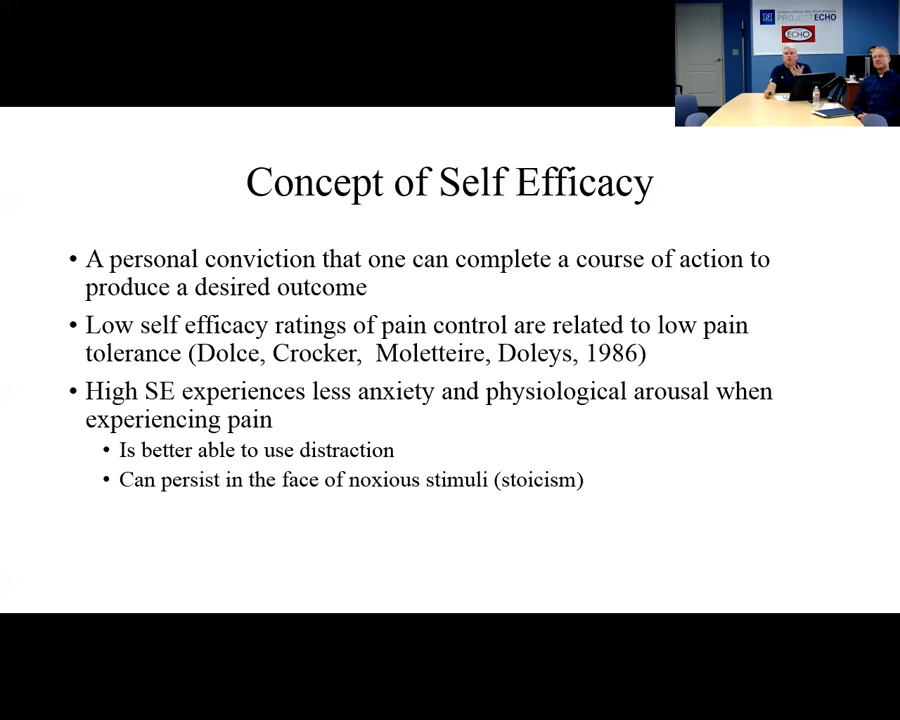 PROJECT ECHO
ECHO
Concept of Self Efficacy
• A personal conviction that one can complete a course of action to
produce a desired outcome
• Low self efficacy ratings of pain control are related to low pain
tolerance (Dolce, Crocker, Moletteire, Doleys, 1986)
• High SE experiences less anxiety and physiological arousal when
experiencing pain
• Is better able to use distraction
• Can persist in the face of noxious stimuli (stoicism)